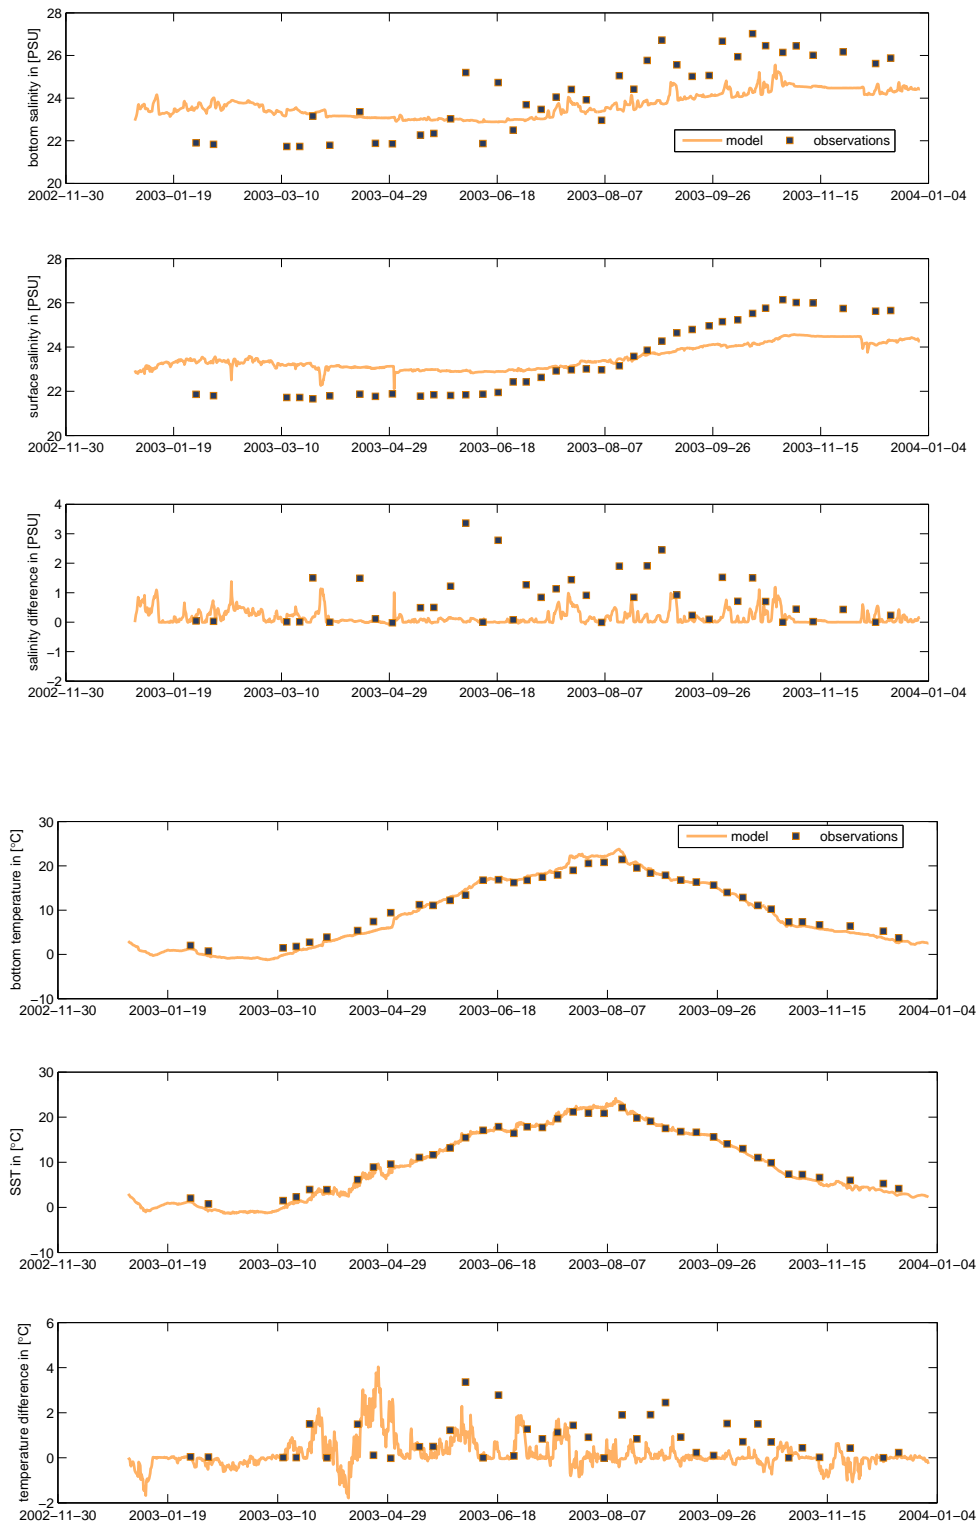 28
26
24
22
20
bottom salinity in [PSU]
model
observations
2002−11−30 2003−01−19 2003−03−10 2003−04−29 2003−06−18 2003−08−07 2003−09−26 2003−11−15 2004−01−04
28
26
24
22
20
surface salinity in [PSU]
2002−11−30 2003−01−19 2003−03−10 2003−04−29 2003−06−18 2003−08−07 2003−09−26 2003−11−15 2004−01−04
4
3
2
1
0
−1
−2
salinity difference in [PSU]
2002−11−30 2003−01−19 2003−03−10 2003−04−29 2003−06−18 2003−08−07 2003−09−26 2003−11−15 2004−01−04
30
20
10
0
−10
bottom temperature in [°C]
model
observations
2002−11−30 2003−01−19 2003−03−10 2003−04−29 2003−06−18 2003−08−07 2003−09−26 2003−11−15 2004−01−04
30
20
10
0
−10
SST in [°C]
2002−11−30 2003−01−19 2003−03−10 2003−04−29 2003−06−18 2003−08−07 2003−09−26 2003−11−15 2004−01−04
6
4
2
0
−2
temperature difference in [°C]
2002−11−30 2003−01−19 2003−03−10 2003−04−29 2003−06−18 2003−08−07 2003−09−26 2003−11−15 2004−01−04